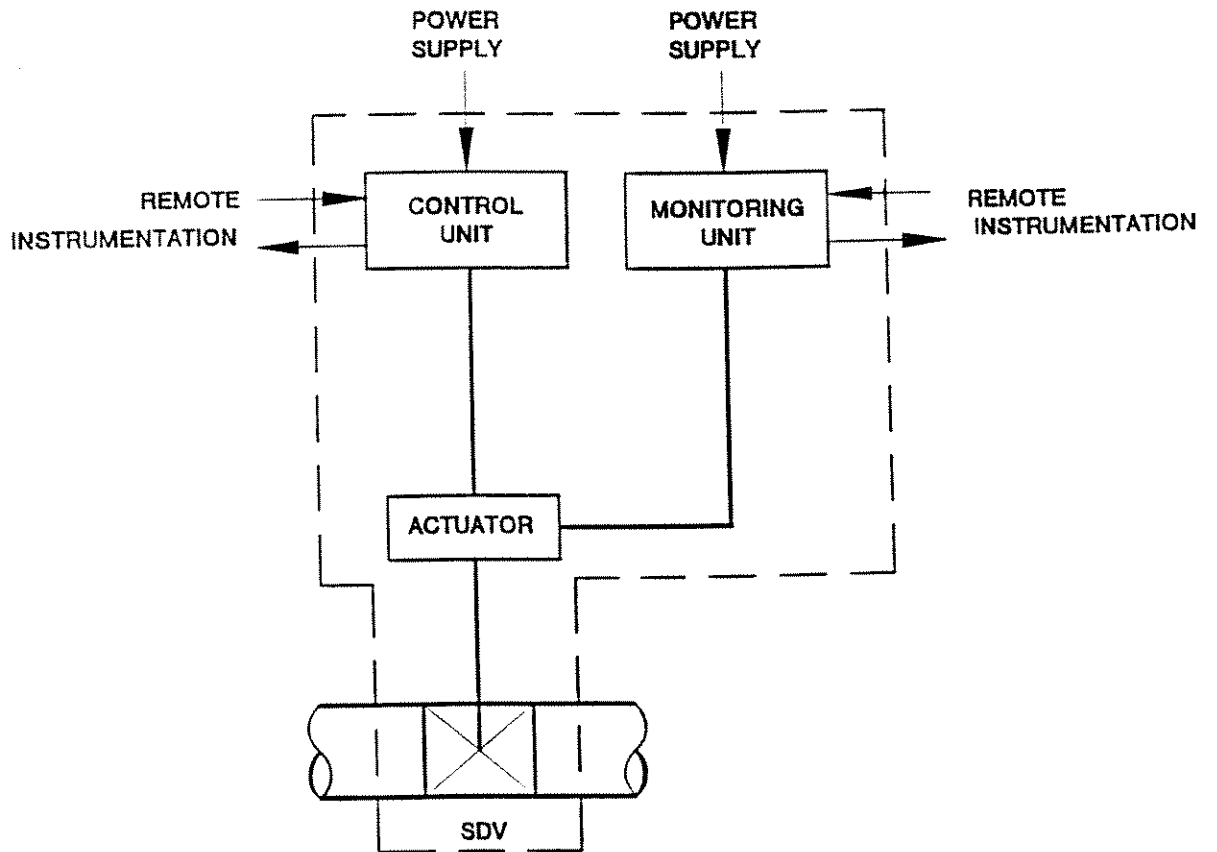 POWER
SUPPLY
POWER
SUPPLY
REMOTE
INSTRUMENTATION
CONTROL
UNIT
MONITORING
UNIT
REMOTE
INSTRUMENTATION
ACTUATOR
SDV